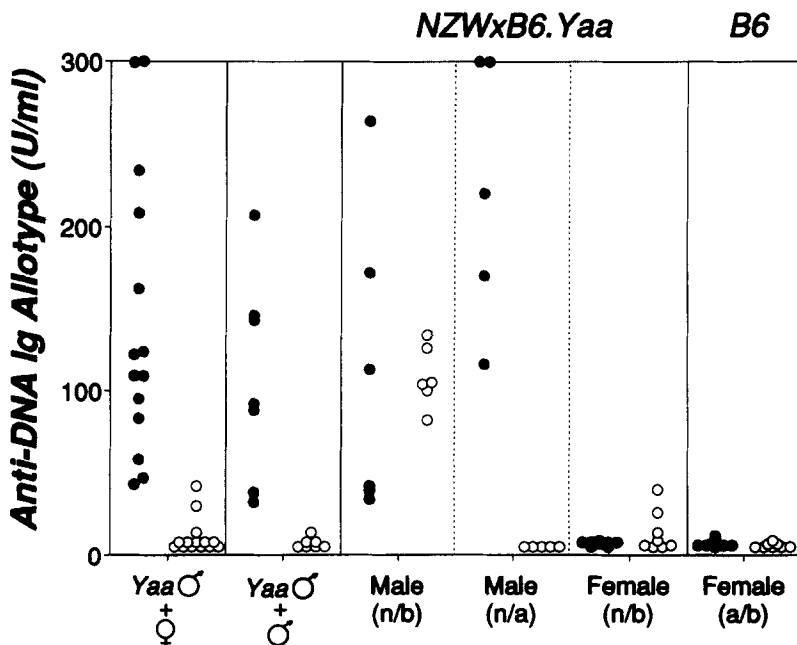 NZWxB6.Yaa B6
Anti-DNA Ig Allotype (U/ml)
300
200
100
0
Yaa♂ + ♀
Yaa♂ + ♂
Male (n/b)
Male (n/a)
Female (n/b)
Female (a/b)